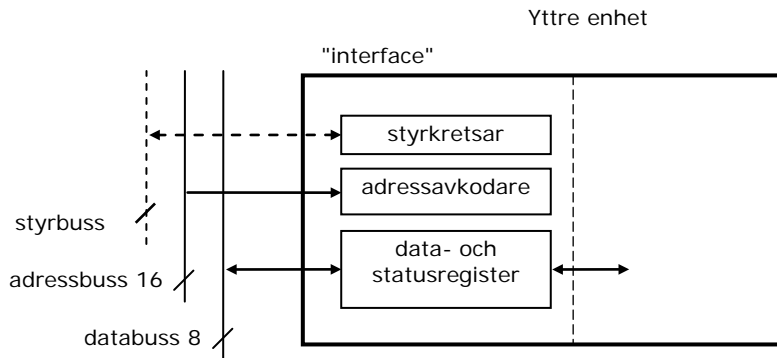 Yttre enhet
"interface"
styrkretsar
adressavkodare
styrbuss
data- och
statusregister
adressbuss 16
databuss 8